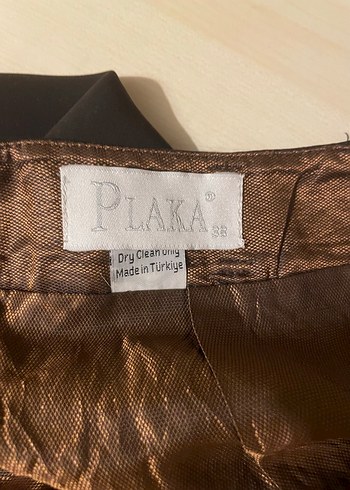 PLAKA®
38
Dry Clean Only
Made in Türkiye